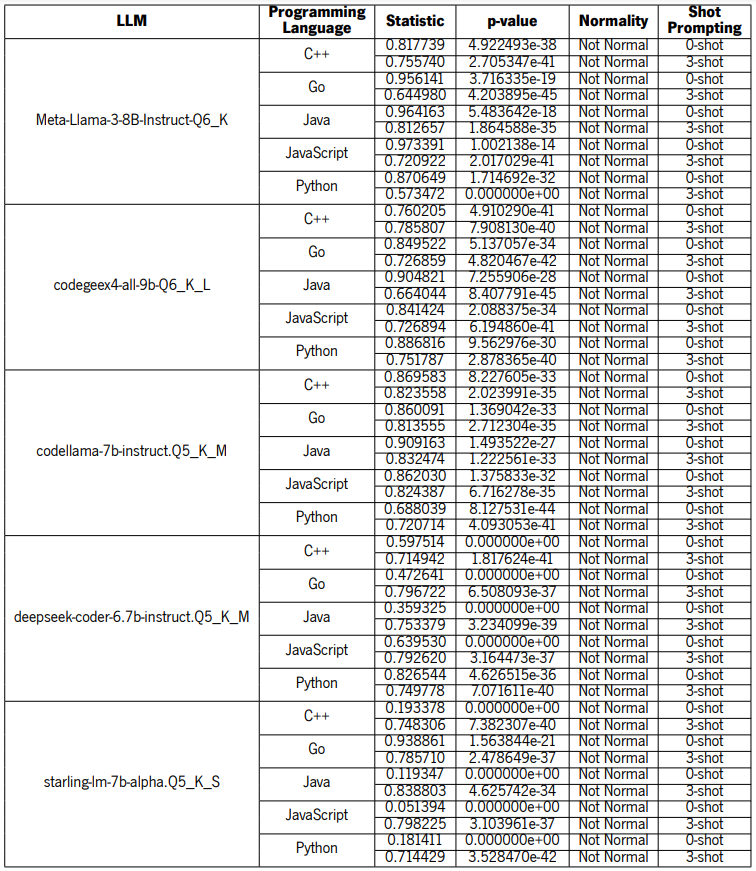 LLM Programming Language Statistic p-value Normality Shot Prompting
Meta-Llama-3-8B-Instruct-Q6_K
C++ 0.817739 4.922493e-38 Not Normal 0-shot
0.755740 2.705347e-41 Not Normal 3-shot
Go 0.956141 3.716335e-19 Not Normal 0-shot
0.644980 4.203895e-45 Not Normal 3-shot
Java 0.964163 5.483642e-18 Not Normal 0-shot
0.812657 1.864588e-35 Not Normal 3-shot
JavaScript 0.973391 1.002138e-14 Not Normal 0-shot
0.720922 2.017029e-41 Not Normal 3-shot
Python 0.870649 1.714692e-32 Not Normal 0-shot
0.573472 0.000000e+00 Not Normal 3-shot
codegeex4-all-9b-Q6_K_L
C++ 0.760205 4.910290e-41 Not Normal 0-shot
0.785807 7.908130e-40 Not Normal 3-shot
Go 0.849522 5.137057e-34 Not Normal 0-shot
0.726859 4.820467e-42 Not Normal 3-shot
Java 0.904821 7.255906e-28 Not Normal 0-shot
0.664044 8.407791e-45 Not Normal 3-shot
JavaScript 0.841424 2.088375e-34 Not Normal 0-shot
0.726894 6.194860e-41 Not Normal 3-shot
Python 0.886816 9.562976e-30 Not Normal 0-shot
0.751787 2.878365e-40 Not Normal 3-shot
codellama-7b-instruct.Q5_K_M
C++ 0.869583 8.227605e-33 Not Normal 0-shot
0.823558 2.023991e-35 Not Normal 3-shot
Go 0.860091 1.369042e-33 Not Normal 0-shot
0.813555 2.712304e-35 Not Normal 3-shot
Java 0.909163 1.493522e-27 Not Normal 0-shot
0.832474 1.222561e-33 Not Normal 3-shot
JavaScript 0.862030 1.375833e-32 Not Normal 0-shot
0.824387 6.716278e-35 Not Normal 3-shot
Python 0.688039 8.127531e-44 Not Normal 0-shot
0.720714 4.093053e-41 Not Normal 3-shot
deepseek-coder-6.7b-instruct.Q5_K_M
C++ 0.597514 0.000000e+00 Not Normal 0-shot
0.714942 1.817624e-41 Not Normal 3-shot
Go 0.472641 0.000000e+00 Not Normal 0-shot
0.796722 6.508093e-37 Not Normal 3-shot
Java 0.359325 0.000000e+00 Not Normal 0-shot
0.753379 3.234099e-39 Not Normal 3-shot
JavaScript 0.639530 0.000000e+00 Not Normal 0-shot
0.792620 3.164473e-37 Not Normal 3-shot
Python 0.826544 4.626515e-36 Not Normal 0-shot
0.749778 7.071611e-40 Not Normal 3-shot
starling-lm-7b-alpha.Q5_K_S
C++ 0.193378 0.000000e+00 Not Normal 0-shot
0.748306 7.382307e-40 Not Normal 3-shot
Go 0.938861 1.563844e-21 Not Normal 0-shot
0.785710 2.478649e-37 Not Normal 3-shot
Java 0.119347 0.000000e+00 Not Normal 0-shot
0.838803 4.625742e-34 Not Normal 3-shot
JavaScript 0.051394 0.000000e+00 Not Normal 0-shot
0.798225 3.103961e-37 Not Normal 3-shot
Python 0.181411 0.000000e+00 Not Normal 0-shot
0.714429 3.528470e-42 Not Normal 3-shot